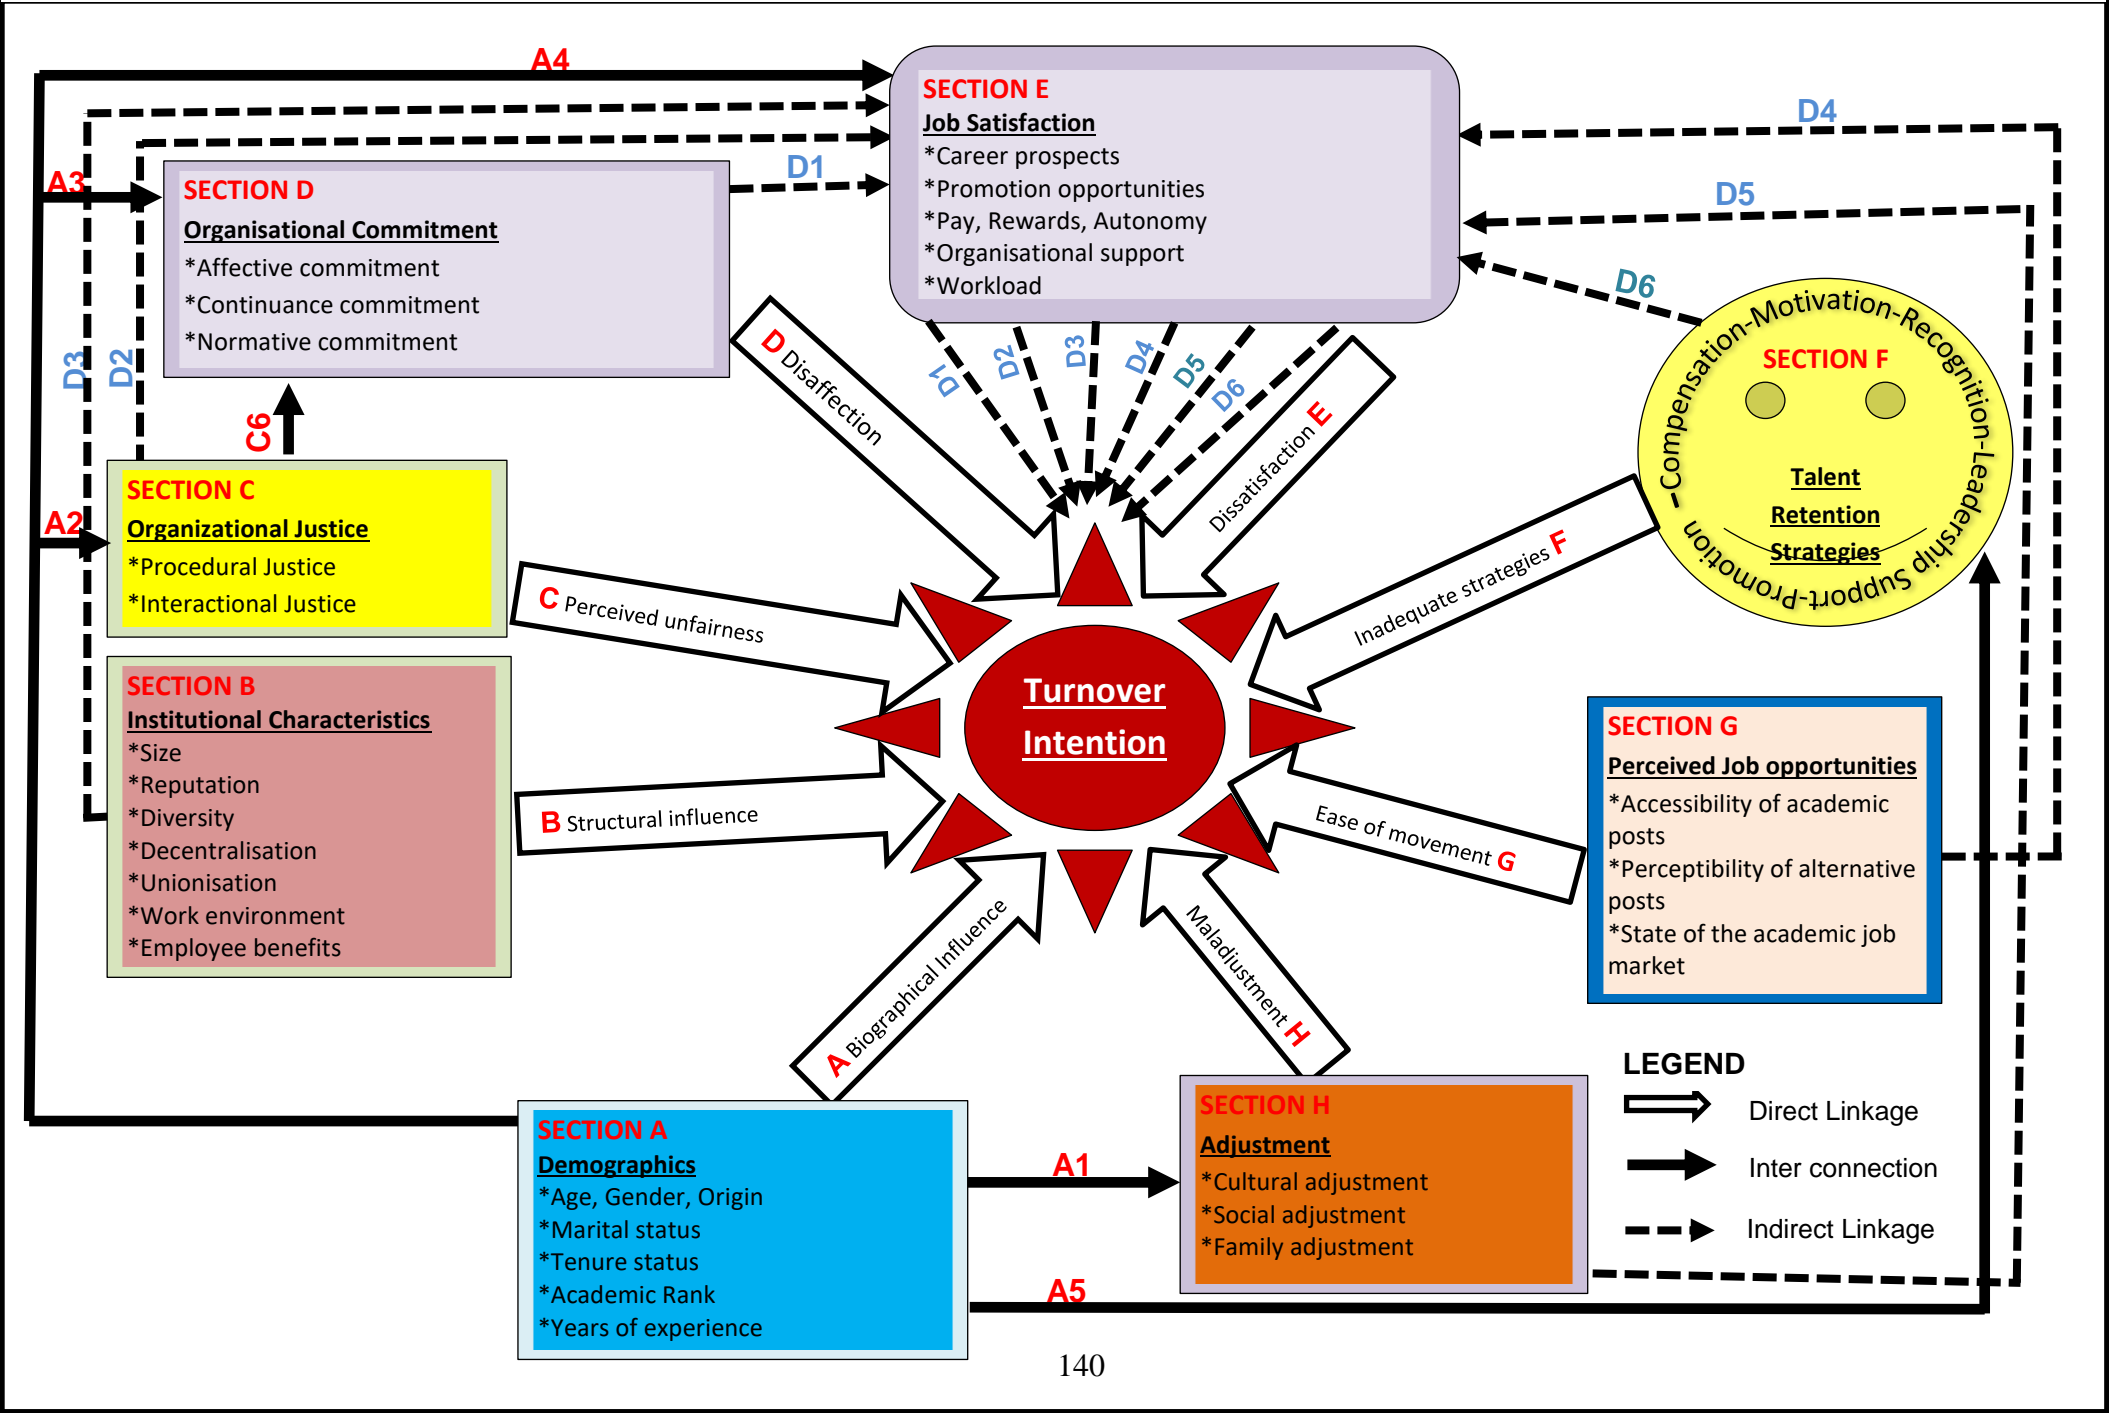 A4
SECTION E
Job Satisfaction
*Career prospects
*Promotion opportunities
*Pay, Rewards, Autonomy
*Organisational support
*Workload
D4
D5
D6
D1
A3
SECTION D
Organisational Commitment
*Affective commitment
*Continuance commitment
*Normative commitment
D3
D2
C6
D1
D2
D3
D4
D5
D6
D Disaffection
Dissatisfaction E
Compensation-Motivation-Recognition-Leadership Support-Promotion –
SECTION F
Talent
Retention
Strategies
A2
SECTION C
Organizational Justice
*Procedural Justice
*Interactional Justice
C Perceived unfairness
Inadequate strategies F
SECTION B
Institutional Characteristics
*Size
*Reputation
*Diversity
*Decentralisation
*Unionisation
*Work environment
*Employee benefits
B Structural influence
Turnover
Intention
Ease of movement G
SECTION G
Perceived Job opportunities
*Accessibility of academic
posts
*Perceptibility of alternative
posts
*State of the academic job
market
A Biographical Influence
Maladjustment H
SECTION A
Demographics
*Age, Gender, Origin
*Marital status
*Tenure status
*Academic Rank
*Years of experience
A1
A5
SECTION H
Adjustment
*Cultural adjustment
*Social adjustment
*Family adjustment
LEGEND
Direct Linkage
Inter connection
Indirect Linkage
140